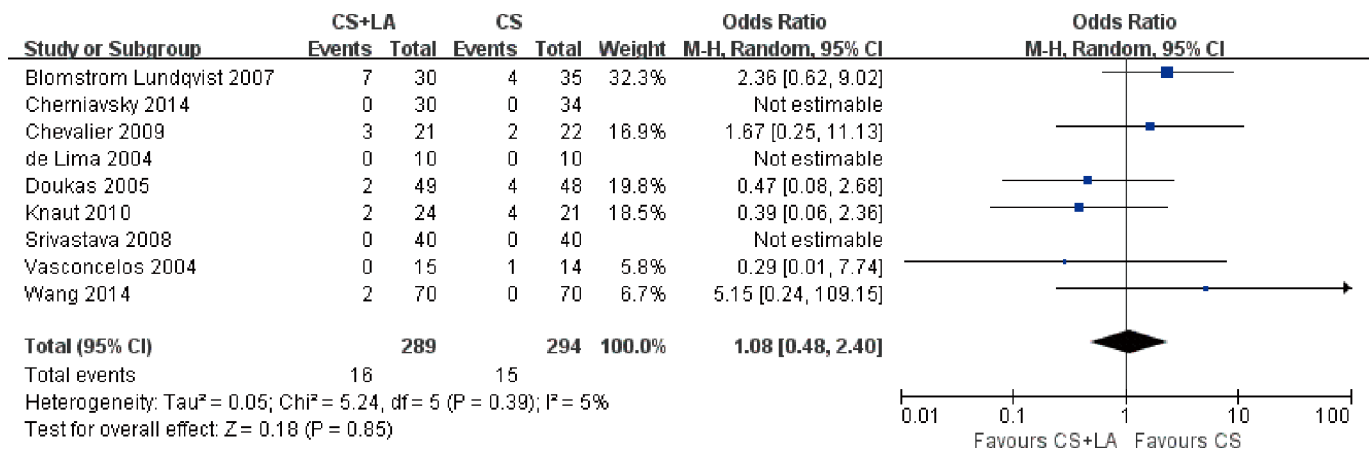 CS+LA CS Odds Ratio Odds Ratio
Study or Subgroup Events Total Events Total Weight M-H, Random, 95% CI M-H, Random, 95% CI
Blomstrom Lundqvist 2007 7 30 4 35 32.3% 2.36 [0.62, 9.02]
Cherniavsky 2014 0 30 0 34 Not estimable
Chevalier 2009 3 21 2 22 16.9% 1.67 [0.25, 11.13]
de Lima 2004 0 10 0 10 Not estimable
Doukas 2005 2 49 4 48 19.8% 0.47 [0.08, 2.68]
Knaut 2010 2 24 4 21 18.5% 0.39 [0.06, 2.36]
Srivastava 2008 0 40 0 40 Not estimable
Vasconcelos 2004 0 15 1 14 5.8% 0.29 [0.01, 7.74]
Wang 2014 2 70 0 70 6.7% 5.15 [0.24, 109.15]
Total (95% CI) 289 294 100.0% 1.08 [0.48, 2.40]
Total events 16 15
Heterogeneity: Tau² = 0.05; Chi² = 5.24, df = 5 (P = 0.39); I² = 5%
Test for overall effect: Z = 0.18 (P = 0.85)
0.01 0.1 1 10 100
Favours CS+LA Favours CS